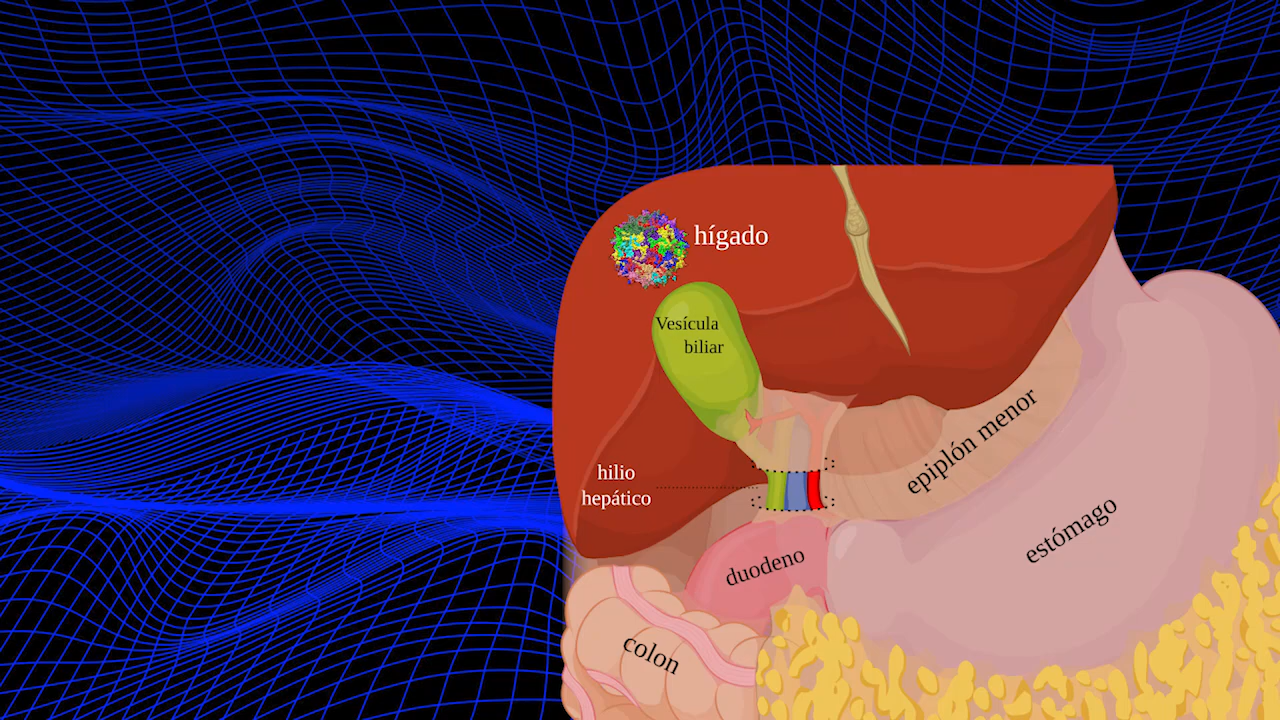 hígado
Vesícula
biliar
epiplón menor
hilio
hepático
estómago
duodeno
colon